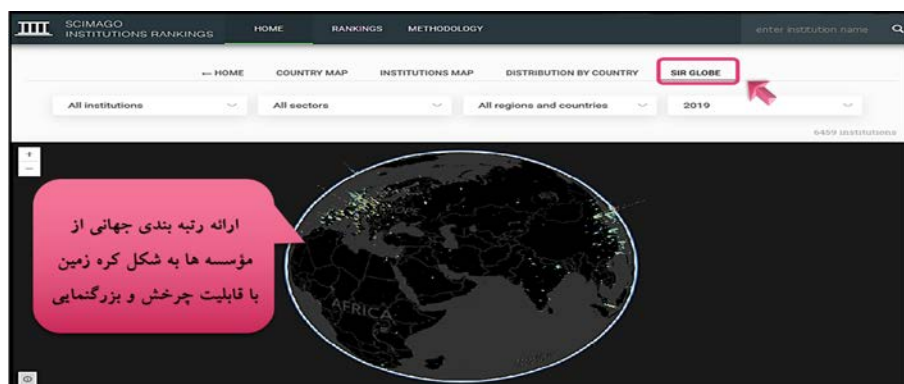 SCIMAGO
INSTITUTIONS RANKINGS
HOME RANKINGS METHODOLOGY
enter institution name
← HOME COUNTRY MAP INSTITUTIONS MAP DISTRIBUTION BY COUNTRY SIR GLOBE
All institutions All sectors All regions and countries 2019
6459 institutions
+
−
ارائه رتبه بندی جهانی از
مؤسسه ها به شکل کره زمین
با قابلیت چرخش و بزرگنمایی
AFRICA